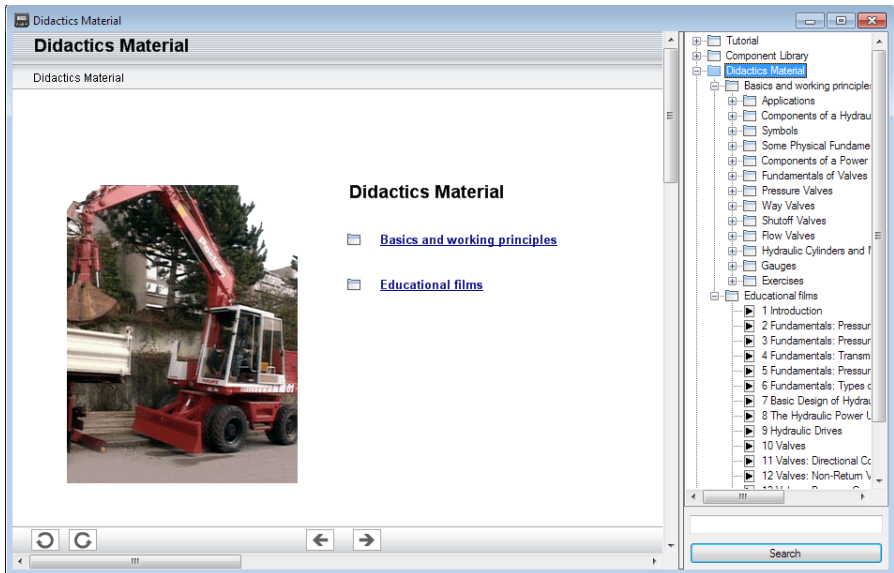 Didactics Material
Didactics Material
Didactics Material
Didactics Material
Basics and working principles
Educational films
Tutorial
Component Library
Didactics Material
Basics and working principles
Applications
Components of a Hydrau
Symbols
Some Physical Fundame
Components of a Power
Fundamentals of Valves
Pressure Valves
Way Valves
Shutoff Valves
Flow Valves
Hydraulic Cylinders and M
Gauges
Exercises
Educational films
1 Introduction
2 Fundamentals: Pressur
3 Fundamentals: Pressur
4 Fundamentals: Transm
5 Fundamentals: Pressur
6 Fundamentals: Types o
7 Basic Design of Hydrau
8 The Hydraulic Power U
9 Hydraulic Drives
10 Valves
11 Valves: Directional Co
12 Valves: Non-Return V
Search